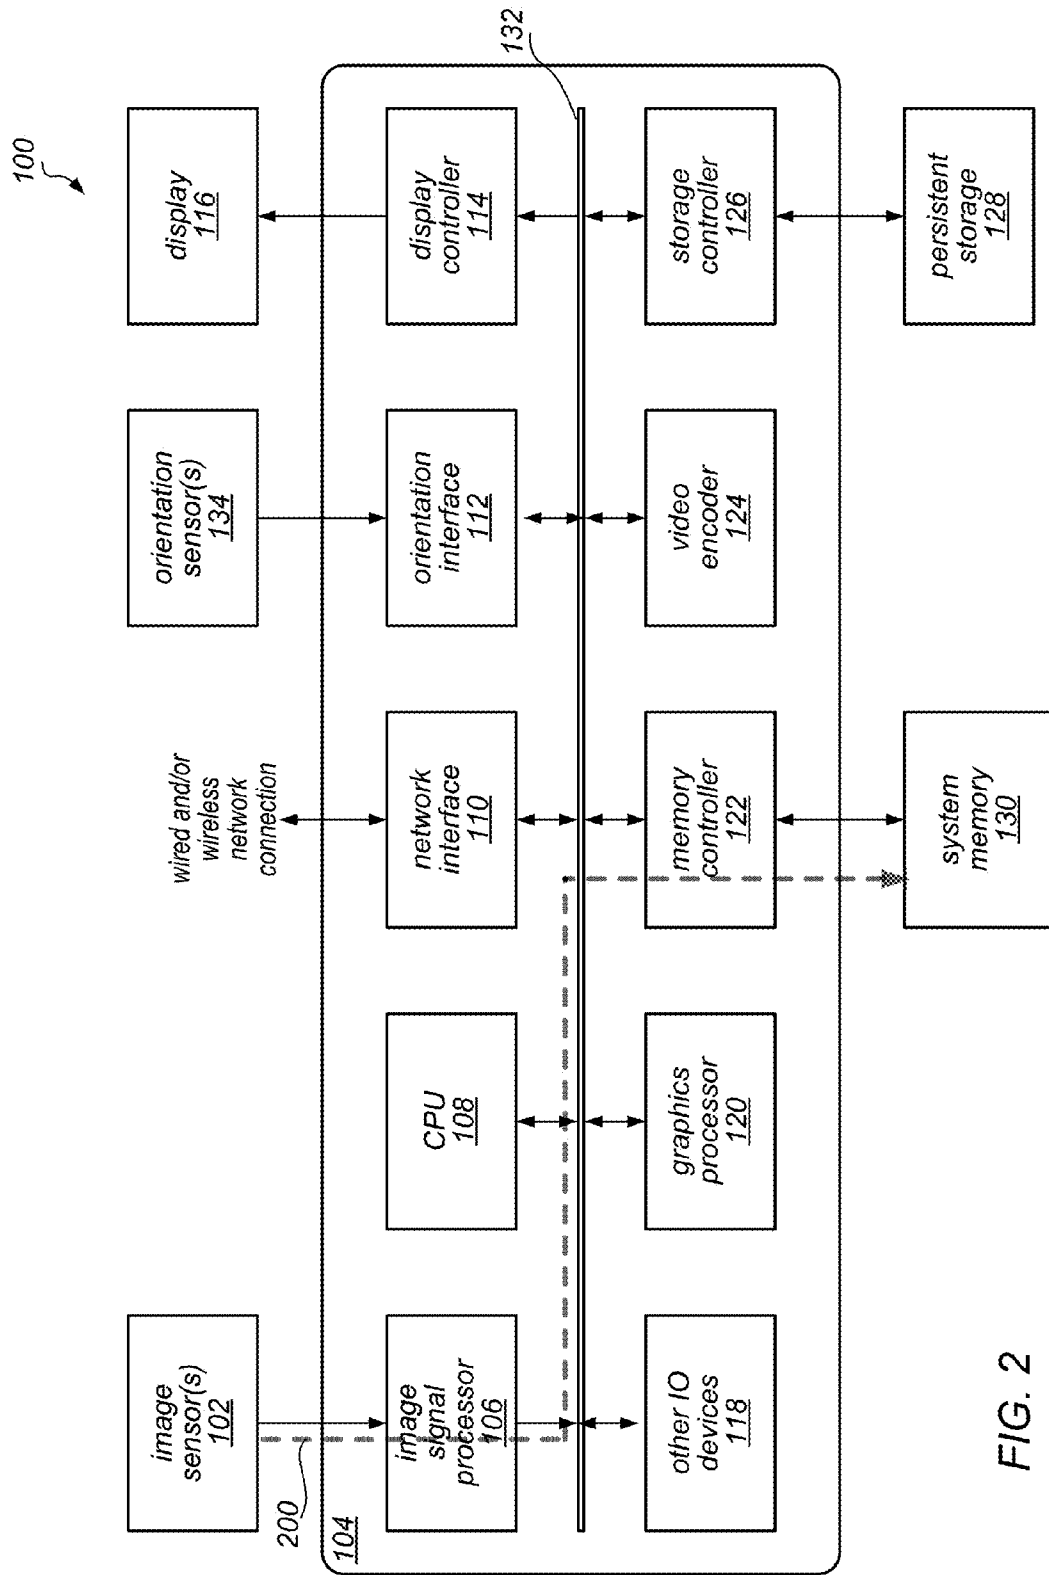 100
image
sensor(s)
102
wired and/or
wireless
network
connection
orientation
sensor(s)
134
display
116
200
104
image
signal
processor
106
CPU
108
network
interface
110
orientation
interface
112
display
controller
114
132
other IO
devices
118
graphics
processor
120
memory
controller
122
video
encoder
124
storage
controller
126
system
memory
130
persistent
storage
128
FIG. 2